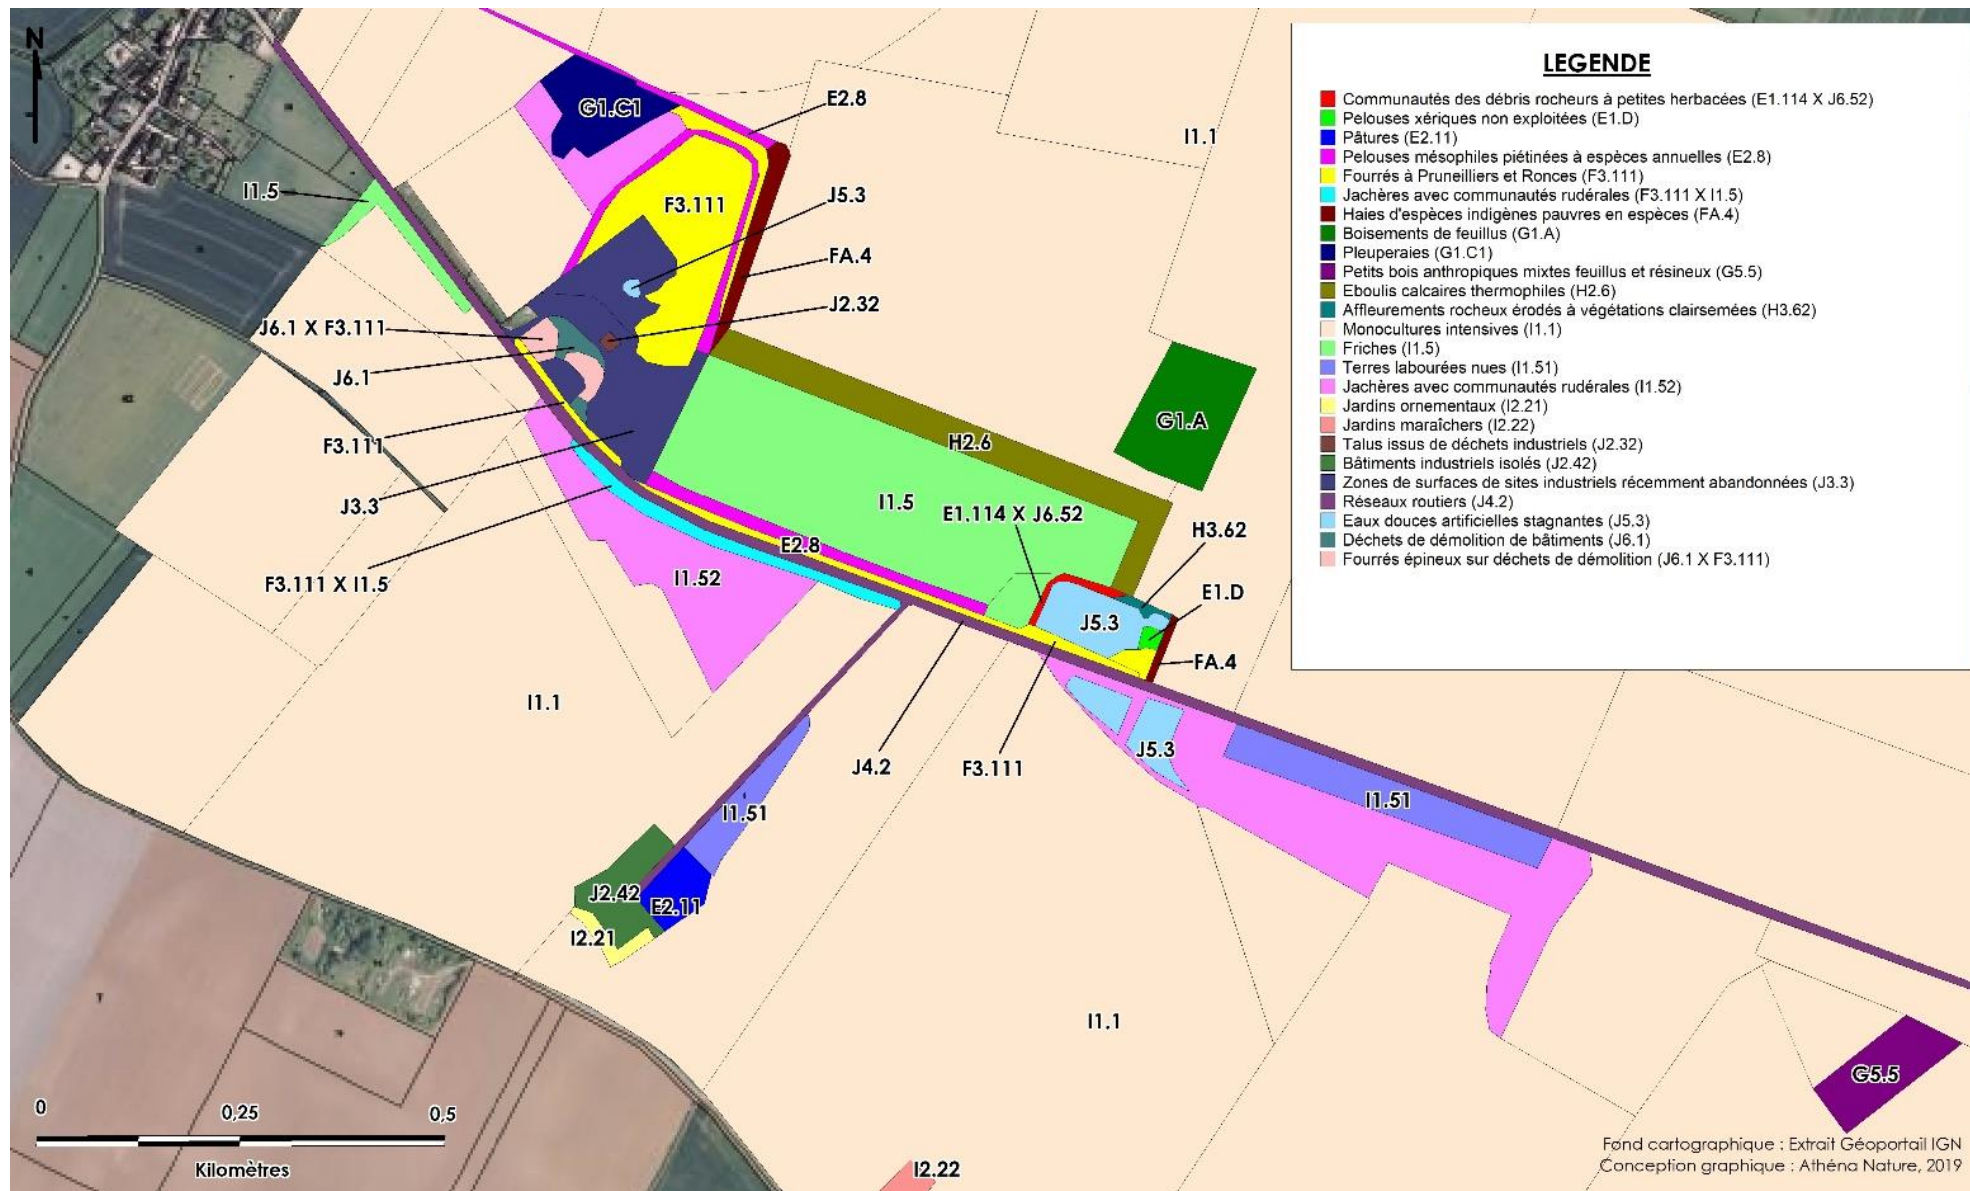 N
LEGENDE
Communautés des débris rocheurs à petites herbacées (E1.114 X J6.52)
Pelouses xériques non exploitées (E1.D)
Pâtures (E2.11)
Pelouses mésophiles piétinées à espèces annuelles (E2.8)
Fourrés à Pruneilliers et Ronces (F3.111)
Jachères avec communautés rudérales (F3.111 X I1.5)
Haies d'espèces indigènes pauvres en espèces (FA.4)
Boisements de feuillus (G1.A)
Pleuperaies (G1.C1)
Petits bois anthropiques mixtes feuillus et résineux (G5.5)
Eboulis calcaires thermophiles (H2.6)
Affleurements rocheux érodés à végétations clairsemées (H3.62)
Monocultures intensives (I1.1)
Friches (I1.5)
Terres labourées nues (I1.51)
Jachères avec communautés rudérales (I1.52)
Jardins ornementaux (I2.21)
Jardins maraîchers (I2.22)
Talus issus de déchets industriels (J2.32)
Bâtiments industriels isolés (J2.42)
Zones de surfaces de sites industriels récemment abandonnées (J3.3)
Réseaux routiers (J4.2)
Eaux douces artificielles stagnantes (J5.3)
Déchets de démolition de bâtiments (J6.1)
Fourrés épineux sur déchets de démolition (J6.1 X F3.111)
E2.8
G1.C1
I1.1
I1.5
J5.3
F3.111
FA.4
J2.32
J6.1 X F3.111
J6.1
G1.A
F3.111
H2.6
J3.3
I1.5
E1.114 X J6.52
H3.62
E2.8
F3.111 X I1.5
I1.52
E1.D
J5.3
FA.4
I1.1
J5.3
J4.2
F3.111
I1.51
I1.51
J2.42
E2.11
I2.21
I1.1
G5.5
0
0,25
0,5
Kilomètres
I2.22
Fond cartographique : Extrait Géoportail IGN
Conception graphique : Athéna Nature, 2019